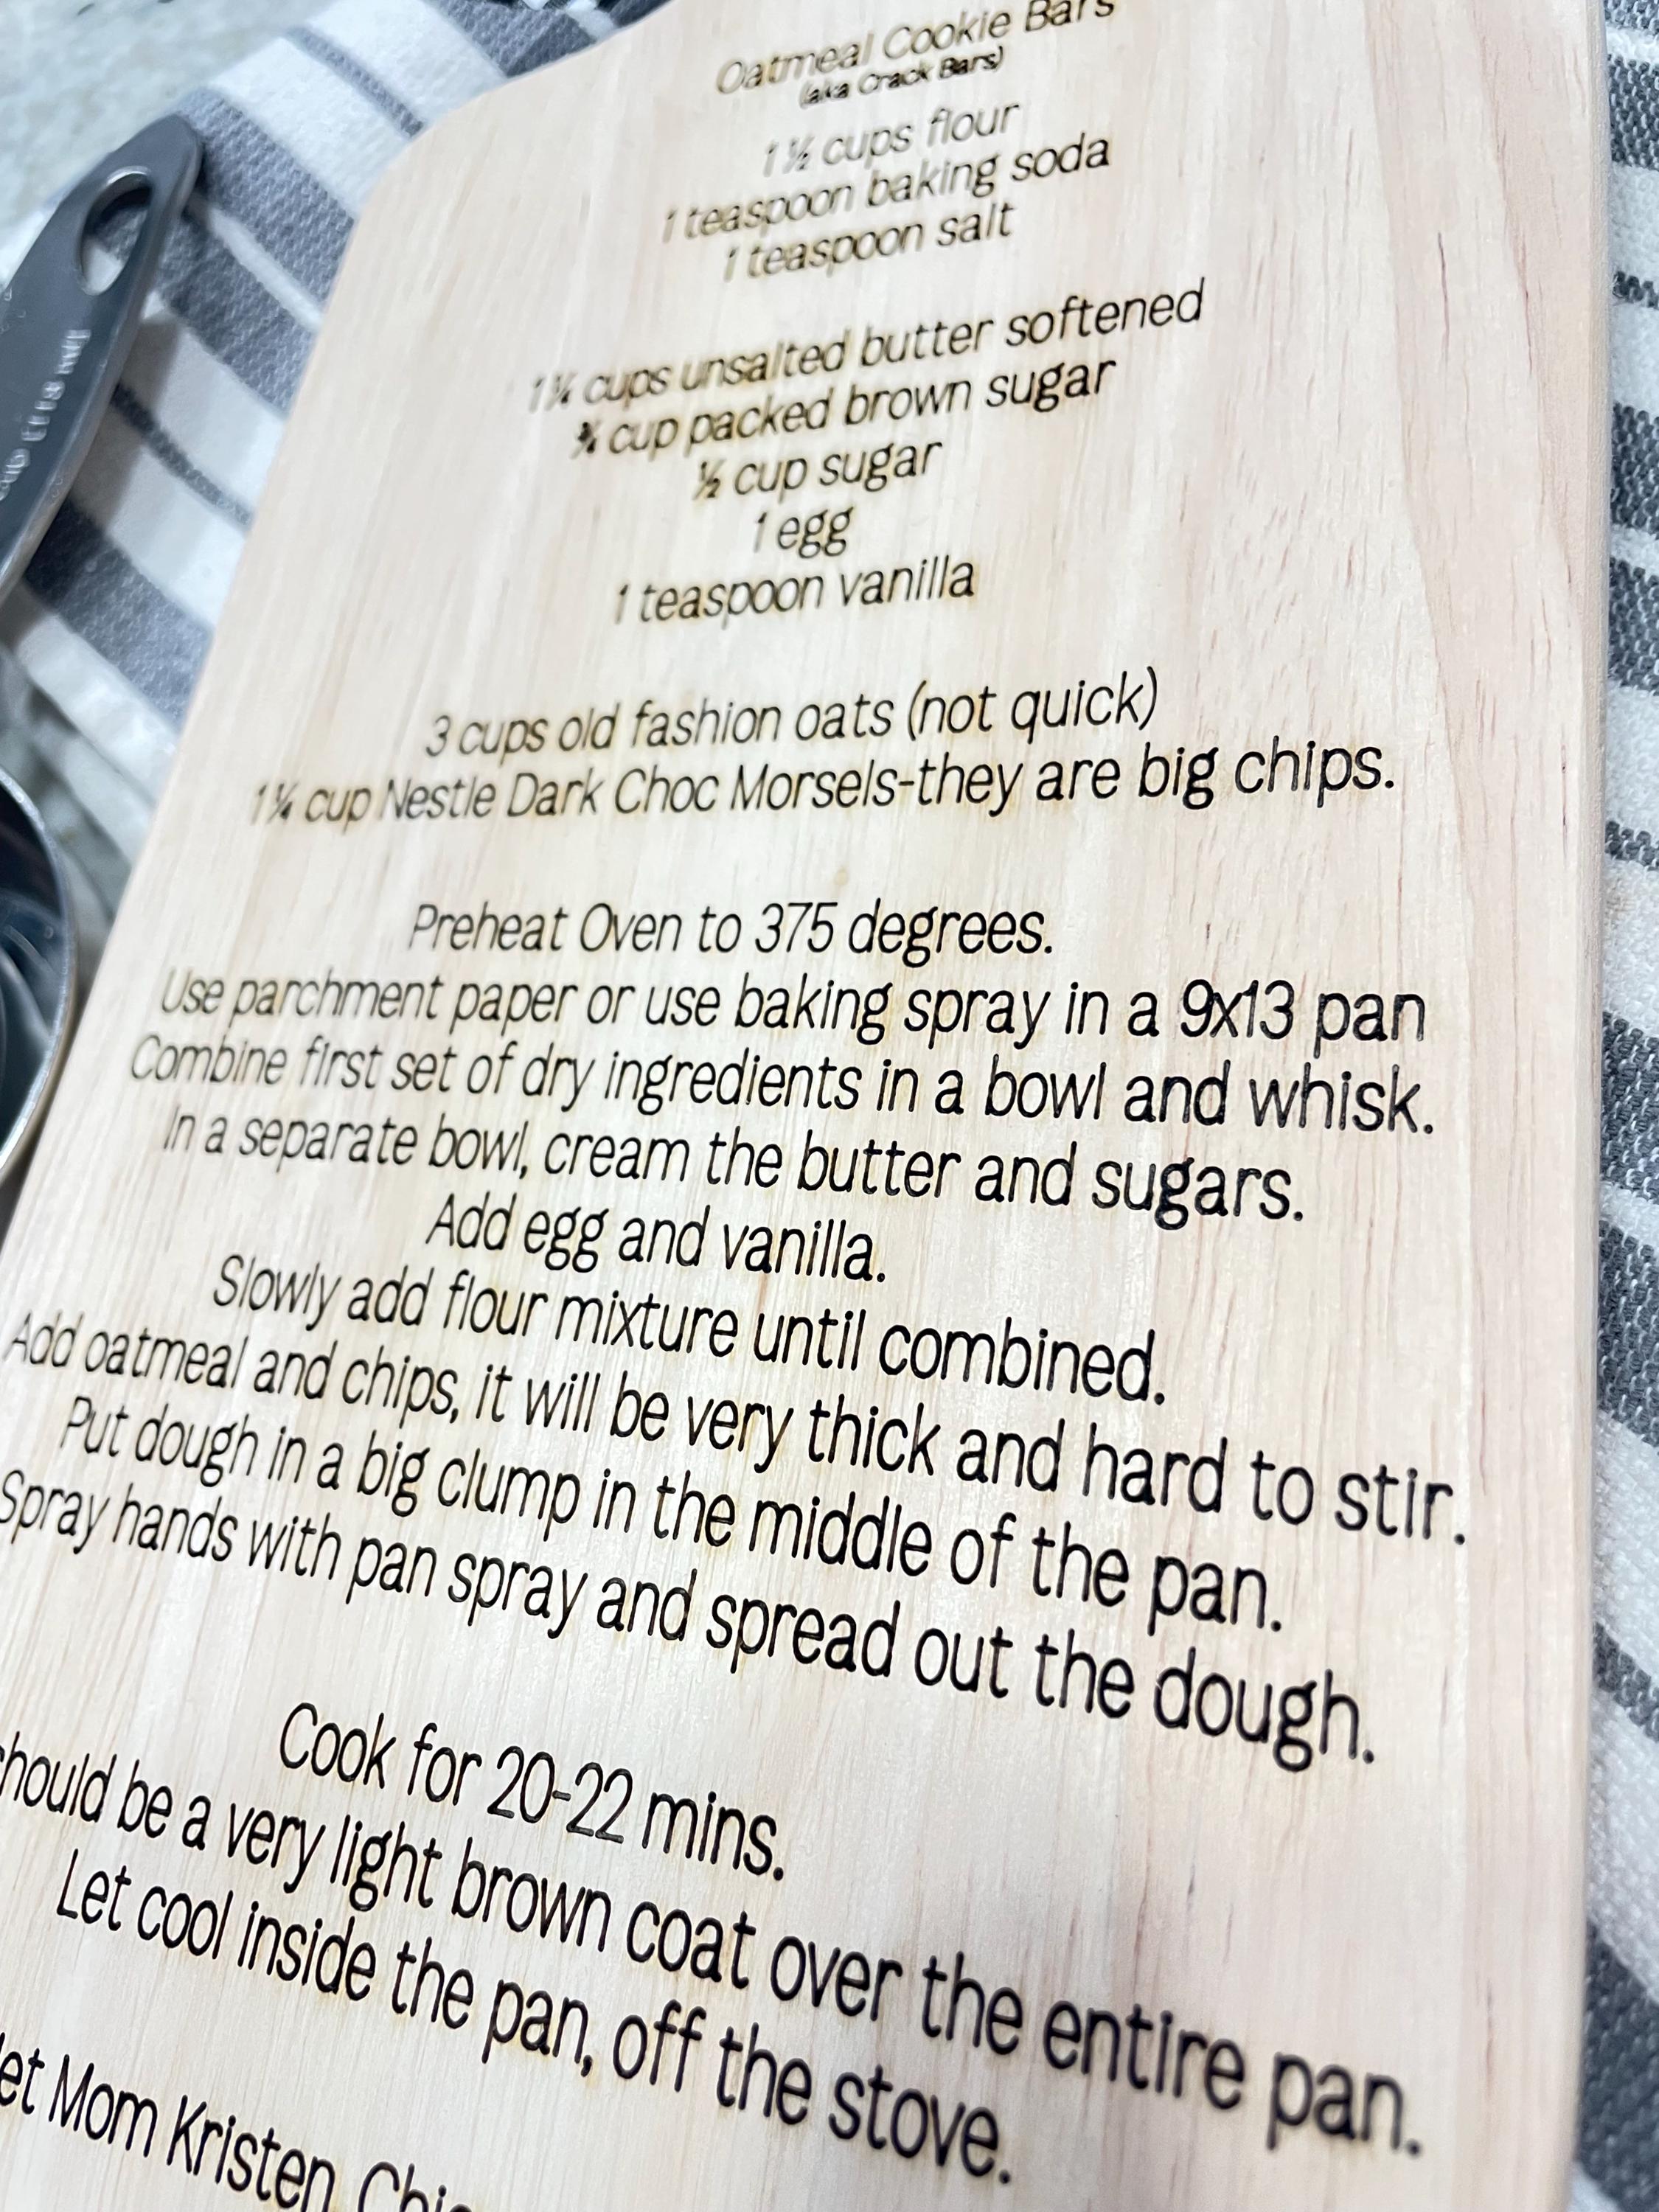 Oatmeal Cookie Bars
(aka Crack Bars)
1 ½ cups flour
1 teaspoon baking soda
1 teaspoon salt
1 ¼ cups unsalted butter softened
¾ cup packed brown sugar
½ cup sugar
1 egg
1 teaspoon vanilla
3 cups old fashion oats (not quick)
1 ¼ cup Nestle Dark Choc Morsels-they are big chips.
Preheat Oven to 375 degrees.
Use parchment paper or use baking spray in a 9x13 pan
Combine first set of dry ingredients in a bowl and whisk.
In a separate bowl, cream the butter and sugars.
Add egg and vanilla.
Slowly add flour mixture until combined.
Add oatmeal and chips, it will be very thick and hard to stir.
Put dough in a big clump in the middle of the pan.
Spray hands with pan spray and spread out the dough.
Cook for 20-22 mins.
hould be a very light brown coat over the entire pan.
Let cool inside the pan, off the stove.
et Mom Kristen, Chi